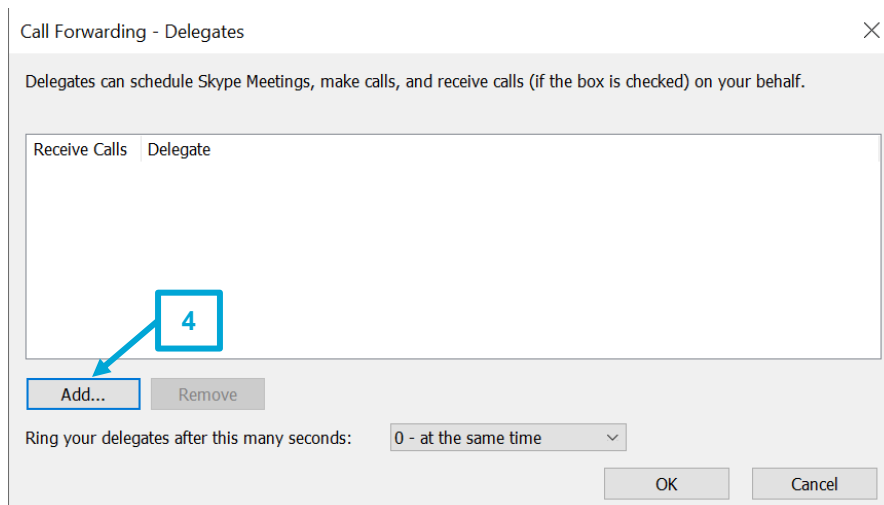 Call Forwarding - Delegates
Delegates can schedule Skype Meetings, make calls, and receive calls (if the box is checked) on your behalf.
Receive Calls Delegate
4
Add... Remove
Ring your delegates after this many seconds: 0 - at the same time
OK Cancel